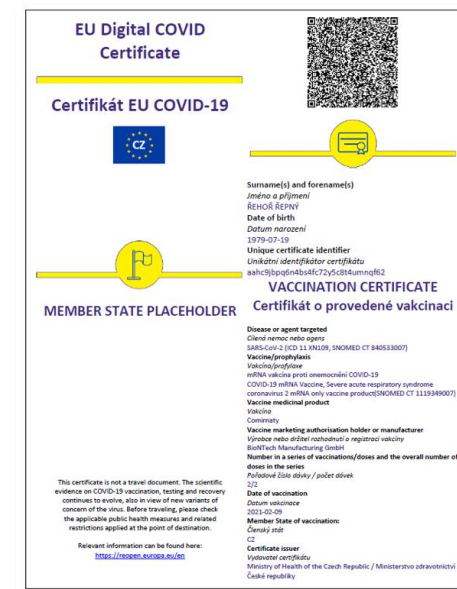 EU Digital COVID
Certificate
Certifikát EU COVID-19
CZ
MEMBER STATE PLACEHOLDER
This certificate is not a travel document. The scientific
evidence on COVID-19 vaccination, testing and recovery
continues to evolve, also in view of new variants of
concern of the virus. Before traveling, please check
the applicable public health measures and related
restrictions applied at the point of destination.
Relevant information can be found here:
https://reopen.europa.eu/en
Surname(s) and forename(s)
Jméno a příjmení
ŘEHOŘ ŘEPNÝ
Date of birth
Datum narození
1979-07-19
Unique certificate identifier
Unikátní identifikátor certifikátu
aahc9jbpq6n4bs4fc72y5c8t4umnqf62
VACCINATION CERTIFICATE
Certifikát o provedené vakcinaci
Disease or agent targeted
Cílená nemoc nebo agens
SARS-CoV-2 (ICD 11 XN109, SNOMED CT 840533007)
Vaccine/prophylaxis
Vakcína/profylaxe
mRNA vakcína proti onemocnění COVID-19
COVID-19 mRNA Vaccine, Severe acute respiratory syndrome
coronavirus 2 mRNA only vaccine product(SNOMED CT 1119349007)
Vaccine medicinal product
Vakcína
Comirnaty
Vaccine marketing authorisation holder or manufacturer
Výrobce nebo držitel rozhodnutí o registraci vakcíny
BioNTech Manufacturing GmbH
Number in a series of vaccinations/doses and the overall number of
doses in the series
Pořadové číslo dávky / počet dávek
2/2
Date of vaccination
Datum vakcinace
2021-02-09
Member State of vaccination:
Členský stát
CZ
Certificate issuer
Vydavatel certifikátu
Ministry of Health of the Czech Republic / Ministerstvo zdravotnictví
České republiky